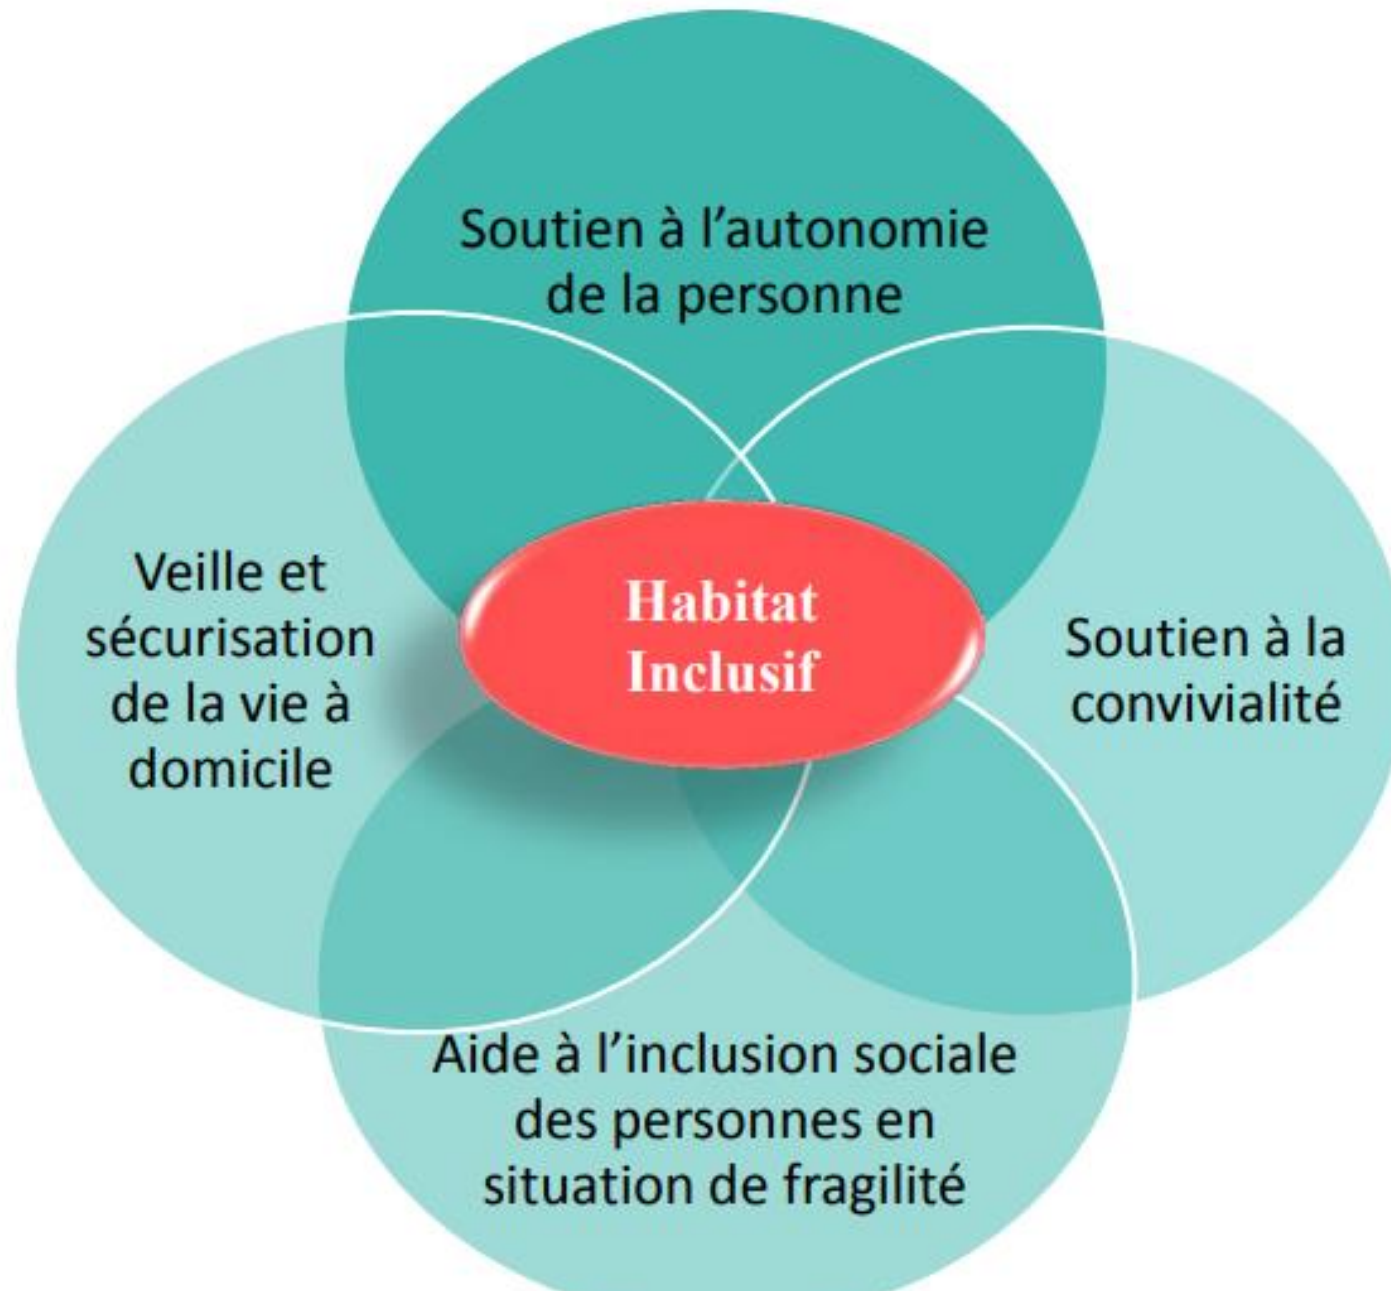 Soutien à l’autonomie
de la personne
Veille et
sécurisation
de la vie à
domicile
Habitat
Inclusif
Soutien à la
convivialité
Aide à l’inclusion sociale
des personnes en
situation de fragilité